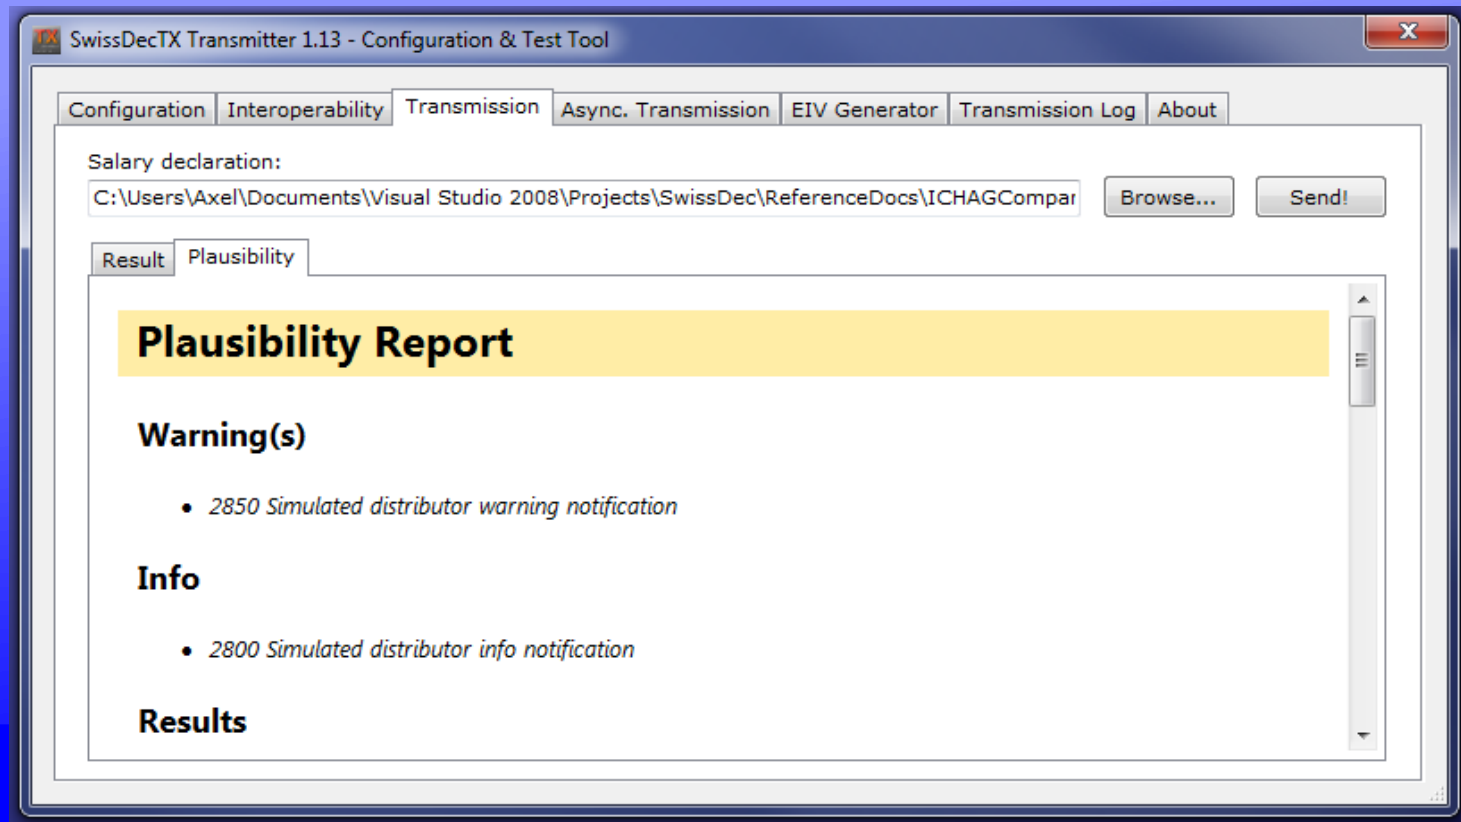 TX SwissDecTX Transmitter 1.13 - Configuration & Test Tool
Configuration Interoperability Transmission Async. Transmission EIV Generator Transmission Log About
Salary declaration:
C:\Users\Axel\Documents\Visual Studio 2008\Projects\SwissDec\ReferenceDocs\ICHAGCompar Browse... Send!
Result Plausibility
Plausibility Report
Warning(s)
• 2850 Simulated distributor warning notification
Info
• 2800 Simulated distributor info notification
Results